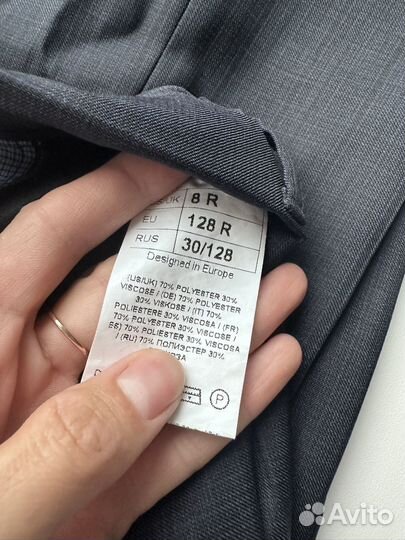 US/UK 8 R
EU 128 R
RUS 30/128
Designed in Europe
(US/UK) 70% POLYESTER 30%
VISCOSE / (DE) 70% POLYESTER
30% VISKOSE / (IT) 70%
POLIESTERE 30% VISCOSA / (FR)
70% POLYESTER 30% VISCOSE /
ES) 70% POLIÉSTER 30% VISCOSA
/ (RU) 70% ПОЛИЭСТЕР 30%
P
Avito